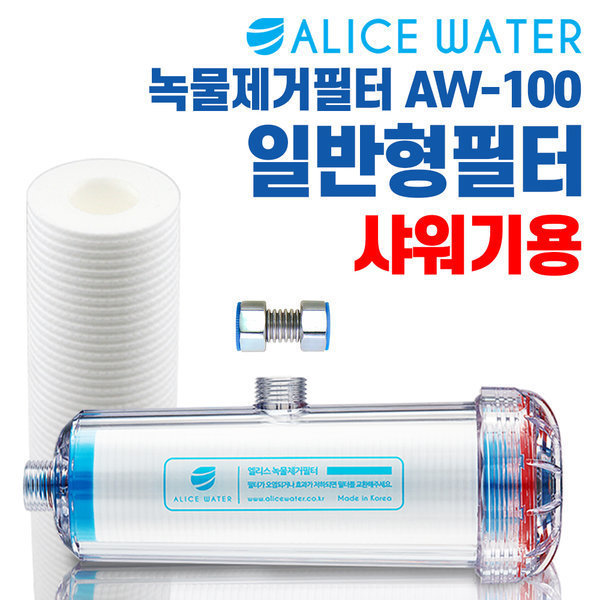 ALICE WATER
녹물제거필터 AW-100
일반형필터
샤워기용
엘리스 녹물제거필터
필터가 오염되거나 효과가 저하되면 필터를 교환해주세요.
ALICE WATER
www.alicewater.co.kr Made in Korea